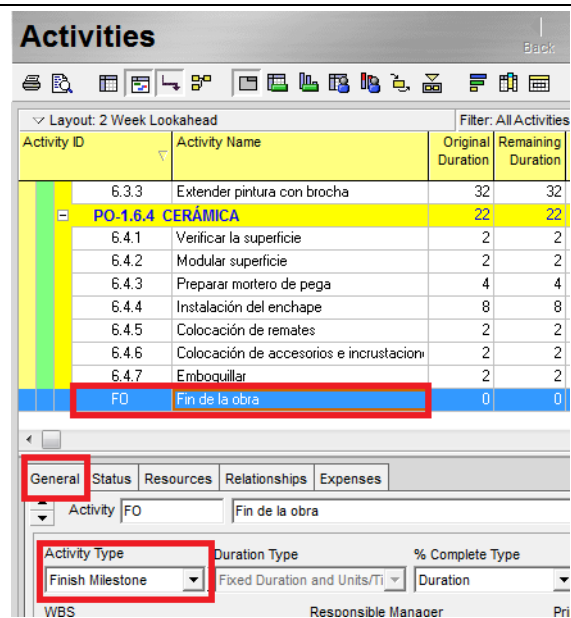 Activities
Back
Layout: 2 Week Lookahead Filter: All Activities
Activity ID Activity Name Original Duration Remaining Duration
6.3.3 Extender pintura con brocha 32 32
PO-1.6.4 CERÁMICA 22 22
6.4.1 Verificar la superficie 2 2
6.4.2 Modular superficie 2 2
6.4.3 Preparar mortero de pega 4 4
6.4.4 Instalación del enchape 8 8
6.4.5 Colocación de remates 2 2
6.4.6 Colocación de accesorios e incrustacion 2 2
6.4.7 Emboquillar 2 2
FO Fin de la obra 0 0
General Status Resources Relationships Expenses
Activity FO Fin de la obra
Activity Type Duration Type % Complete Type
Finish Milestone Fixed Duration and Units/Ti Duration
WBS Responsible Manager Pri